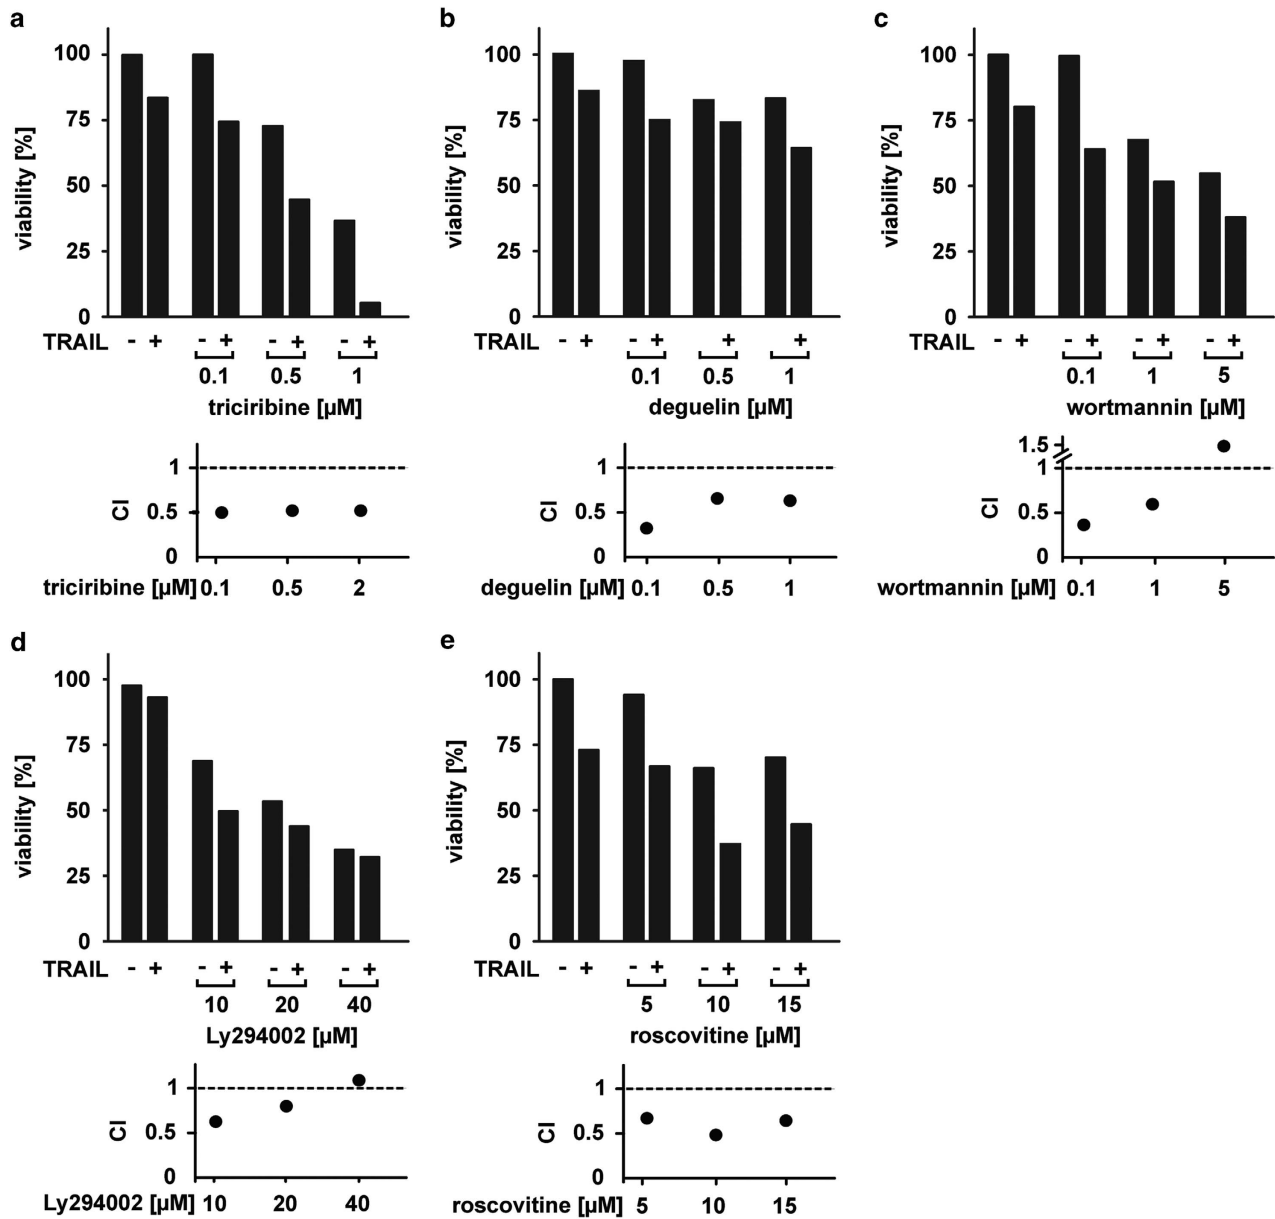 a
100
75
50
25
0
viability [%]
TRAIL - + - + - + - +
0.1 0.5 1
triciribine [µM]
1
0.5
0
CI
triciribine [µM] 0.1 0.5 2
b
100
75
50
25
0
viability [%]
TRAIL - + - + + +
0.1 0.5 1
deguelin [µM]
1
0.5
0
CI
deguelin [µM] 0.1 0.5 1
c
100
75
50
25
0
viability [%]
TRAIL - + - + - + - +
0.1 1 5
wortmannin [µM]
1.5
1
0.5
0
CI
wortmannin [µM] 0.1 1 5
d
100
75
50
25
0
viability [%]
TRAIL - + - + - + - +
10 20 40
Ly294002 [µM]
1
0.5
0
CI
Ly294002 [µM] 10 20 40
e
100
75
50
25
0
viability [%]
TRAIL - + - + - + - +
5 10 15
roscovitine [µM]
1
0.5
0
CI
roscovitine [µM] 5 10 15